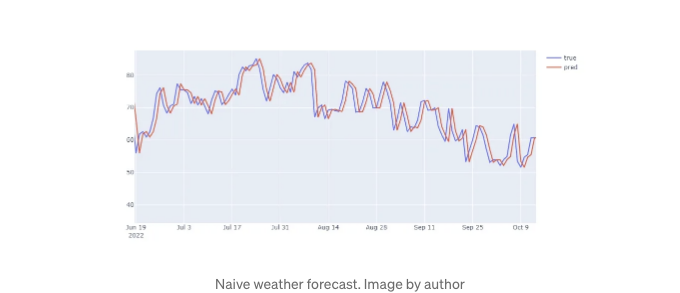 true
pred
80
70
60
50
40
Jun 19
2022
Jul 3
Jul 17
Jul 31
Aug 14
Aug 28
Sep 11
Sep 25
Oct 9
Naive weather forecast. Image by author